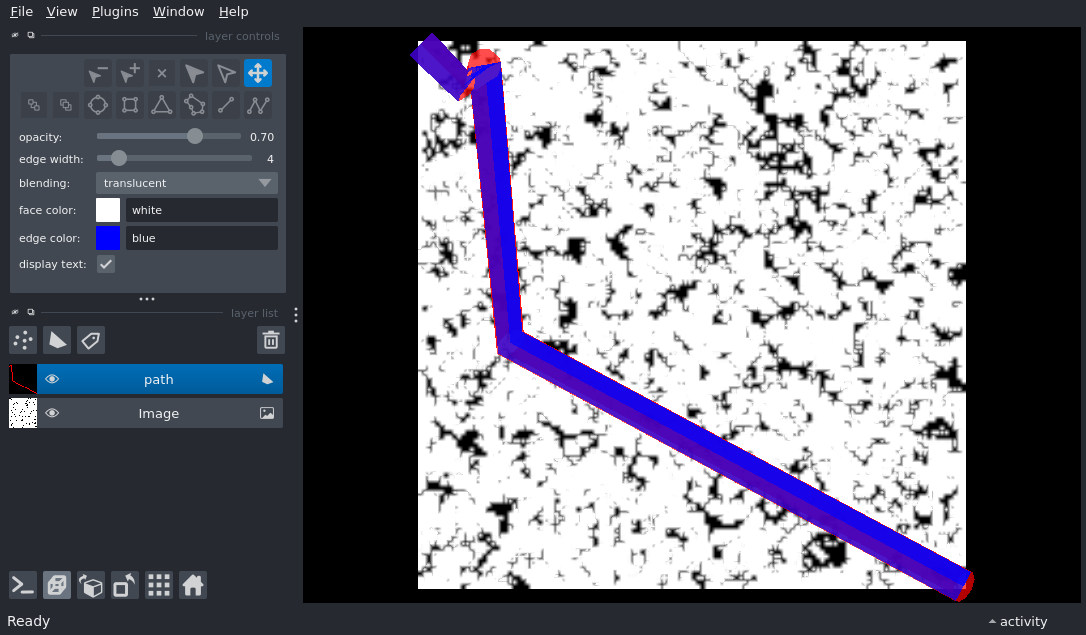 File View Plugins Window Help
layer controls
opacity: 0.70
edge width: 4
blending: translucent
face color: white
edge color: blue
display text:
layer list
path
Image
Ready
activity